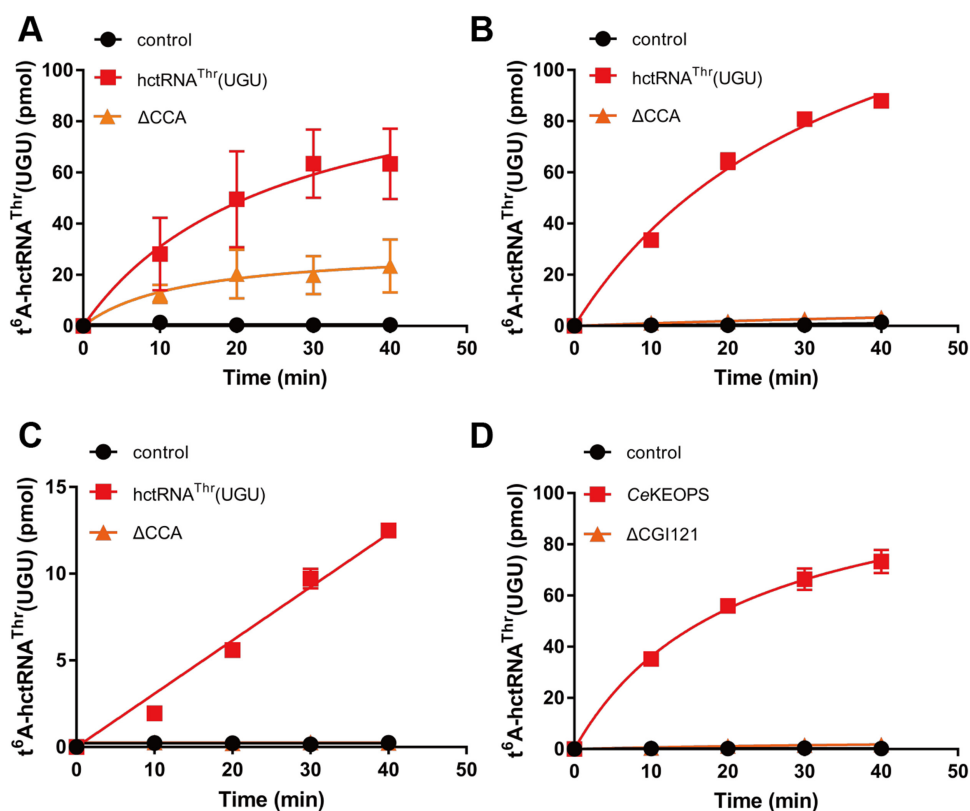 A
control
hctRNAᵀʰʳ(UGU)
ΔCCA
t⁶A-hctRNAᵀʰʳ(UGU) (pmol)
100
80
60
40
20
0
0 10 20 30 40 50
Time (min)
B
control
hctRNAᵀʰʳ(UGU)
ΔCCA
t⁶A-hctRNAᵀʰʳ(UGU) (pmol)
100
80
60
40
20
0
0 10 20 30 40 50
Time (min)
C
control
hctRNAᵀʰʳ(UGU)
ΔCCA
t⁶A-hctRNAᵀʰʳ(UGU) (pmol)
15
10
5
0
0 10 20 30 40 50
Time (min)
D
control
CeKEOPS
ΔCGI121
t⁶A-hctRNAᵀʰʳ(UGU) (pmol)
100
80
60
40
20
0
0 10 20 30 40 50
Time (min)